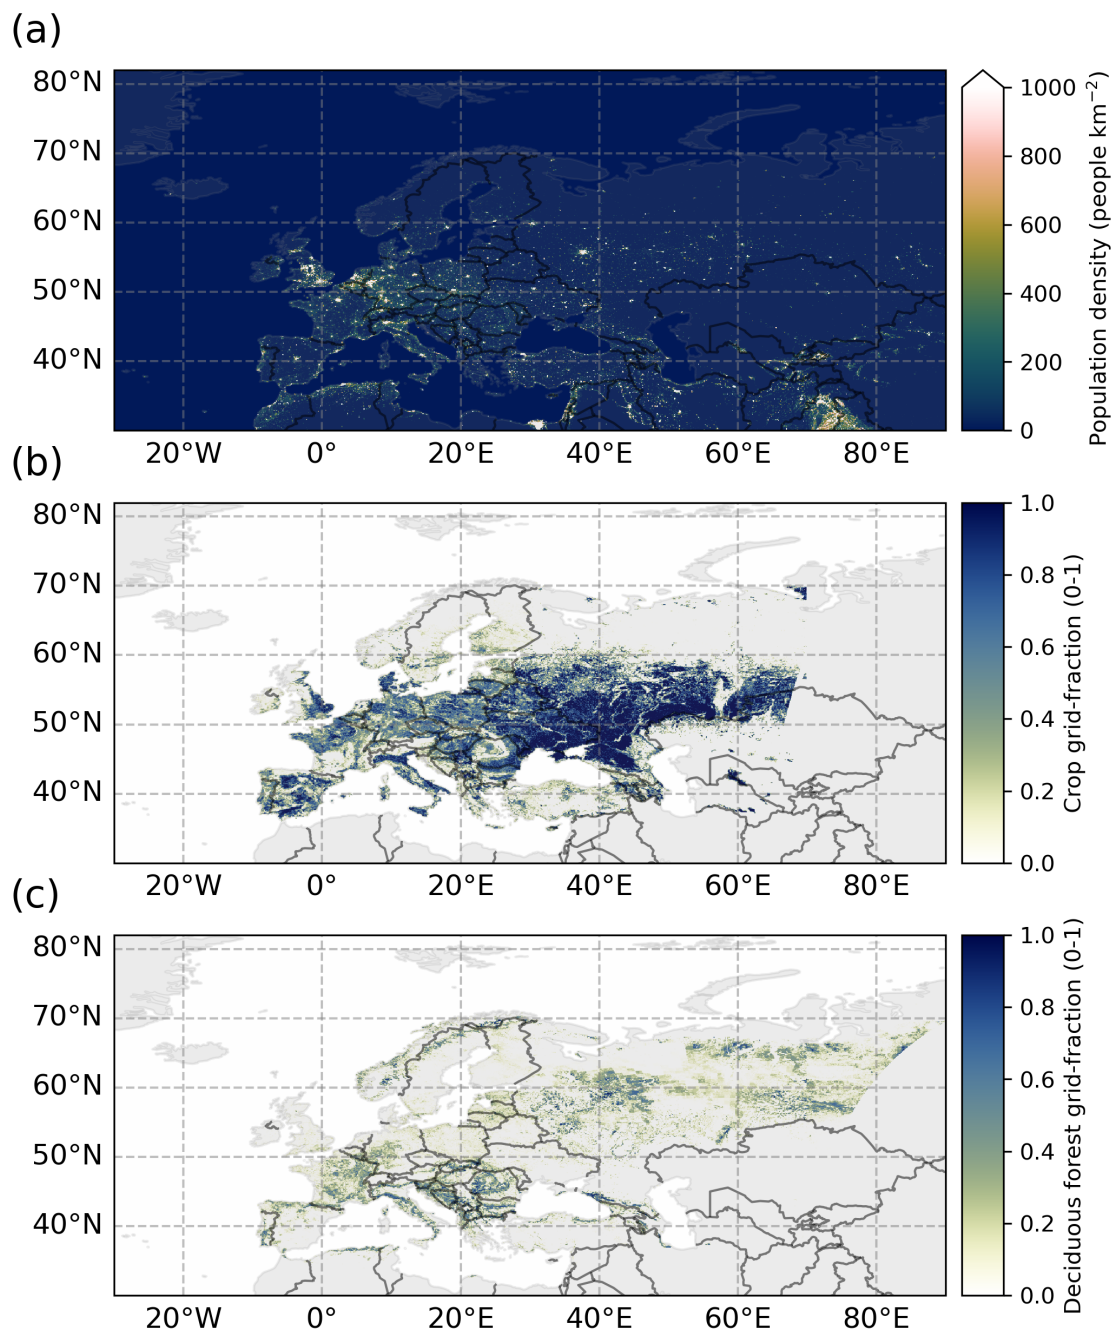 (a)
80°N
70°N
60°N
50°N
40°N
20°W 0° 20°E 40°E 60°E 80°E
1000
800
600
400
200
0
Population density (people km⁻²)
(b)
80°N
70°N
60°N
50°N
40°N
20°W 0° 20°E 40°E 60°E 80°E
1.0
0.8
0.6
0.4
0.2
0.0
Crop grid-fraction (0-1)
(c)
80°N
70°N
60°N
50°N
40°N
20°W 0° 20°E 40°E 60°E 80°E
1.0
0.8
0.6
0.4
0.2
0.0
Deciduous forest grid-fraction (0-1)